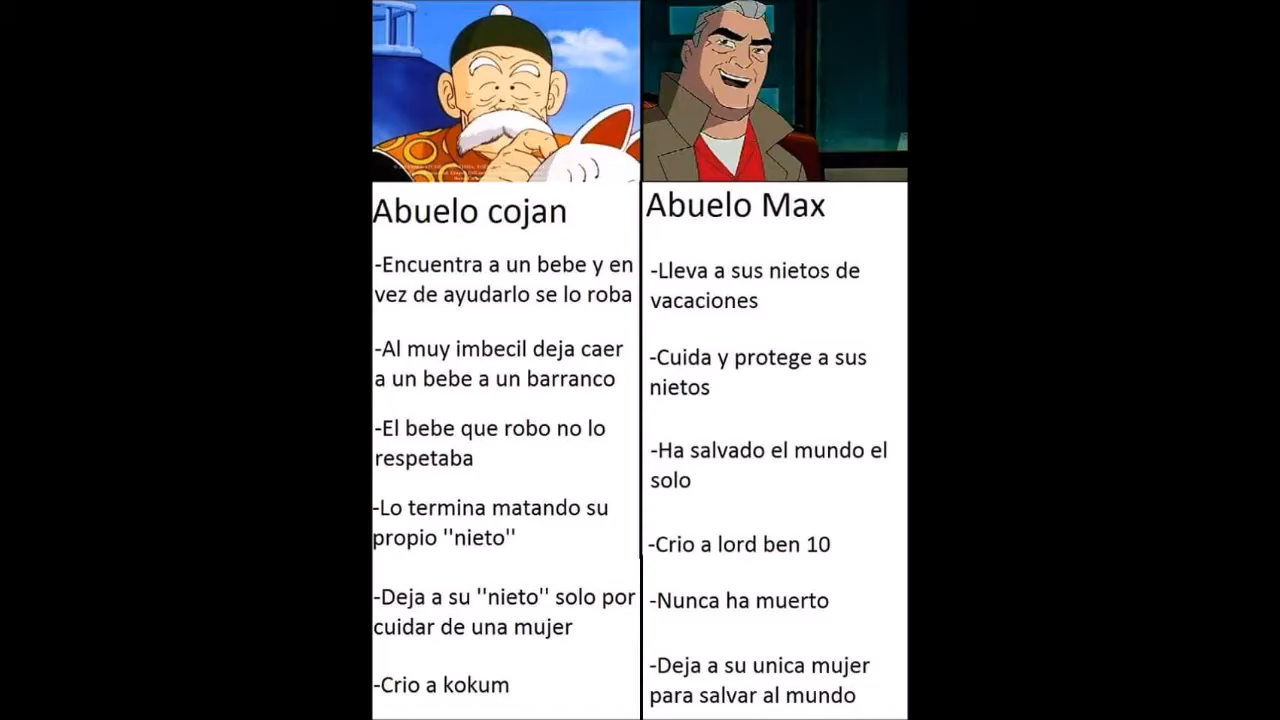 Abuelo cojan
-Encuentra a un bebe y en
vez de ayudarlo se lo roba
-Al muy imbecil deja caer
a un bebe a un barranco
-El bebe que robo no lo
respetaba
-Lo termina matando su
propio "nieto"
-Deja a su "nieto" solo por
cuidar de una mujer
-Crio a kokum
Abuelo Max
-Lleva a sus nietos de
vacaciones
-Cuida y protege a sus
nietos
-Ha salvado el mundo el
solo
-Crio a lord ben 10
-Nunca ha muerto
-Deja a su unica mujer
para salvar al mundo